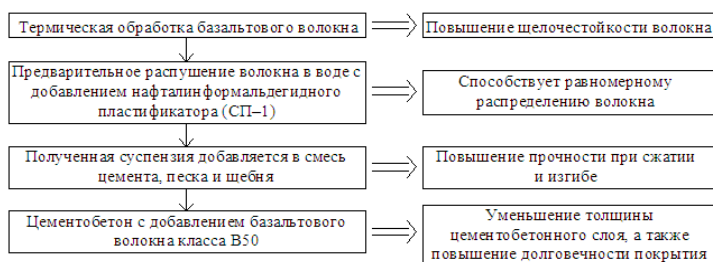 Термическая обработка базальтового волокна
Повышение щелочестойкости волокна
Предварительное распушение волокна в воде с
добавлением нафталинформальдегидного
пластификатора (СП–1)
Способствует равномерному
распределению волокна
Полученная суспензия добавляется в смесь
цемента, песка и щебня
Повышение прочности при сжатии
и изгибе
Цементобетон с добавлением базальтового
волокна класса В50
Уменьшение толщины
цементобетонного слоя, а также
повышение долговечности покрытия